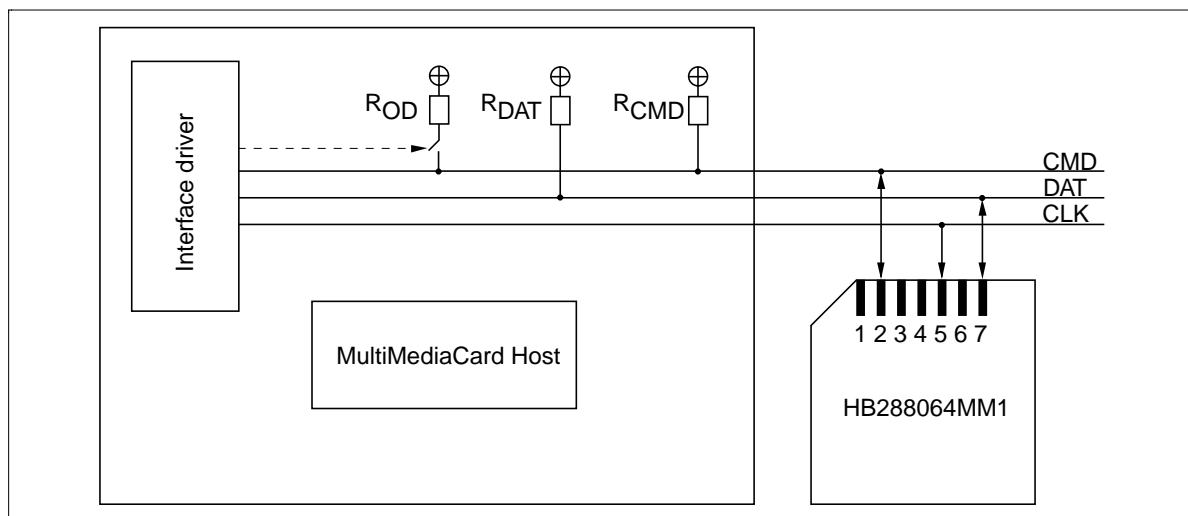 Interface driver
R_OD
R_DAT
R_CMD
CMD
DAT
CLK
MultiMediaCard Host
1 2 3 4 5 6 7
HB288064MM1